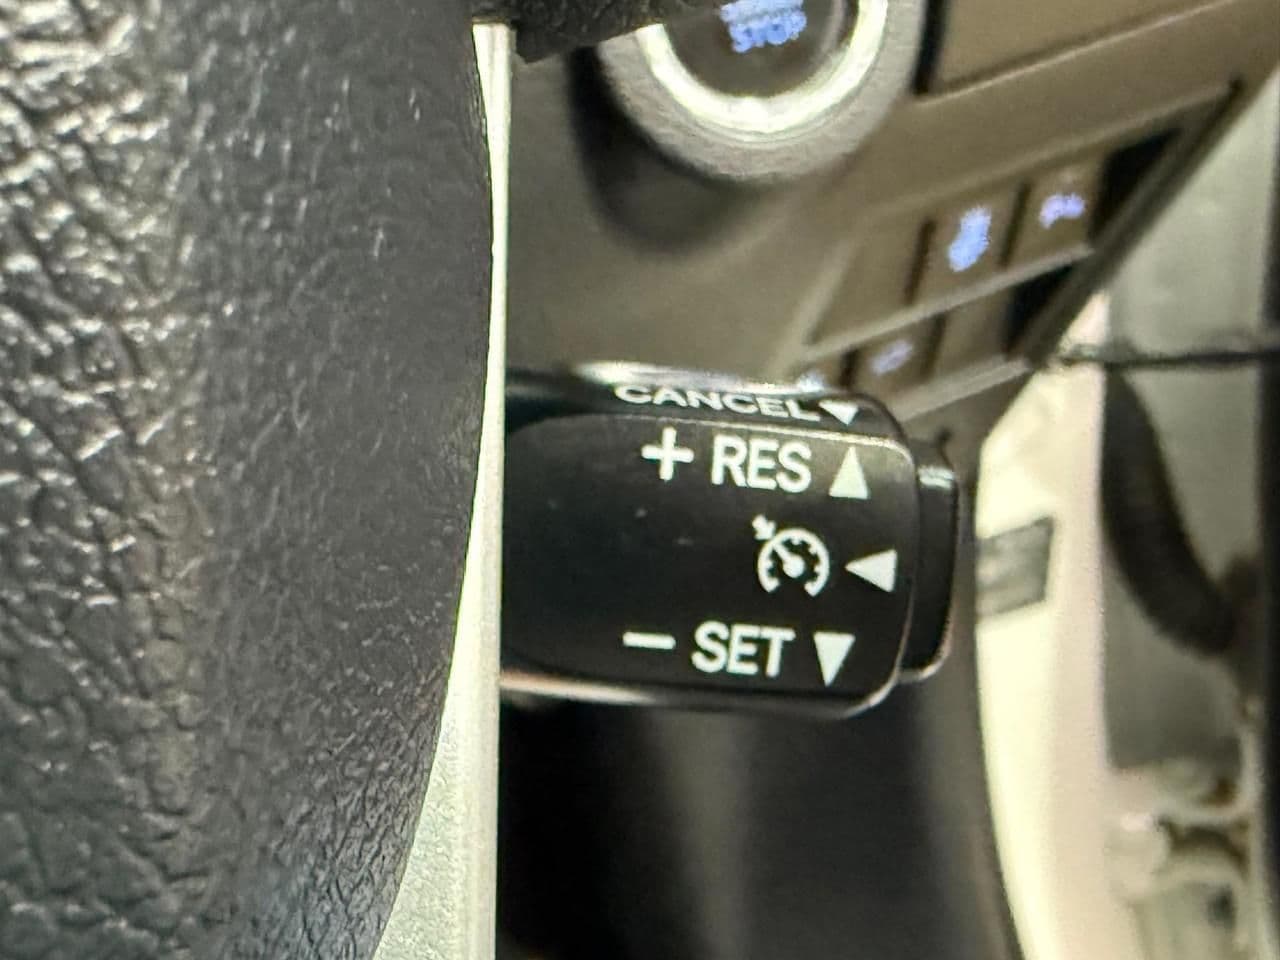 STOP
CANCEL▼
+ RES ▲
− SET ▼